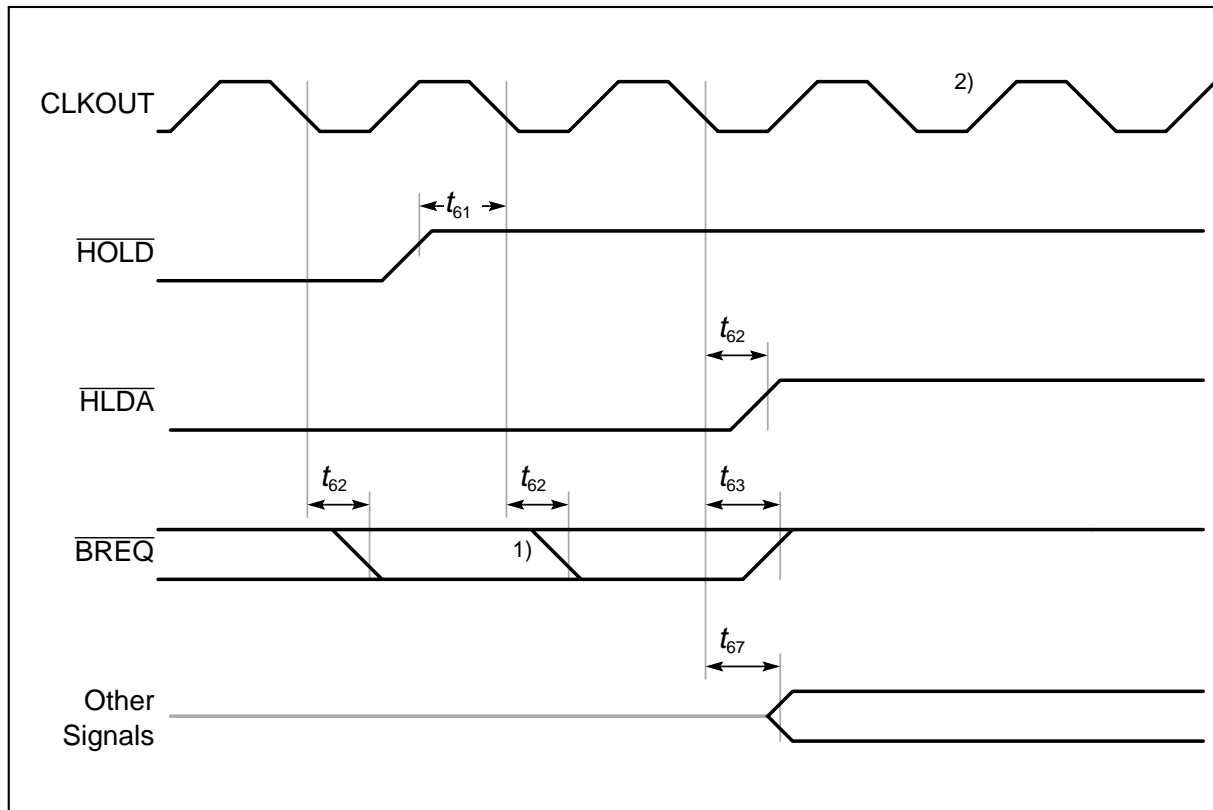 CLKOUT
2)
t61
HOLD
t62
HLDA
t62
t62
t63
BREQ
1)
t67
Other
Signals